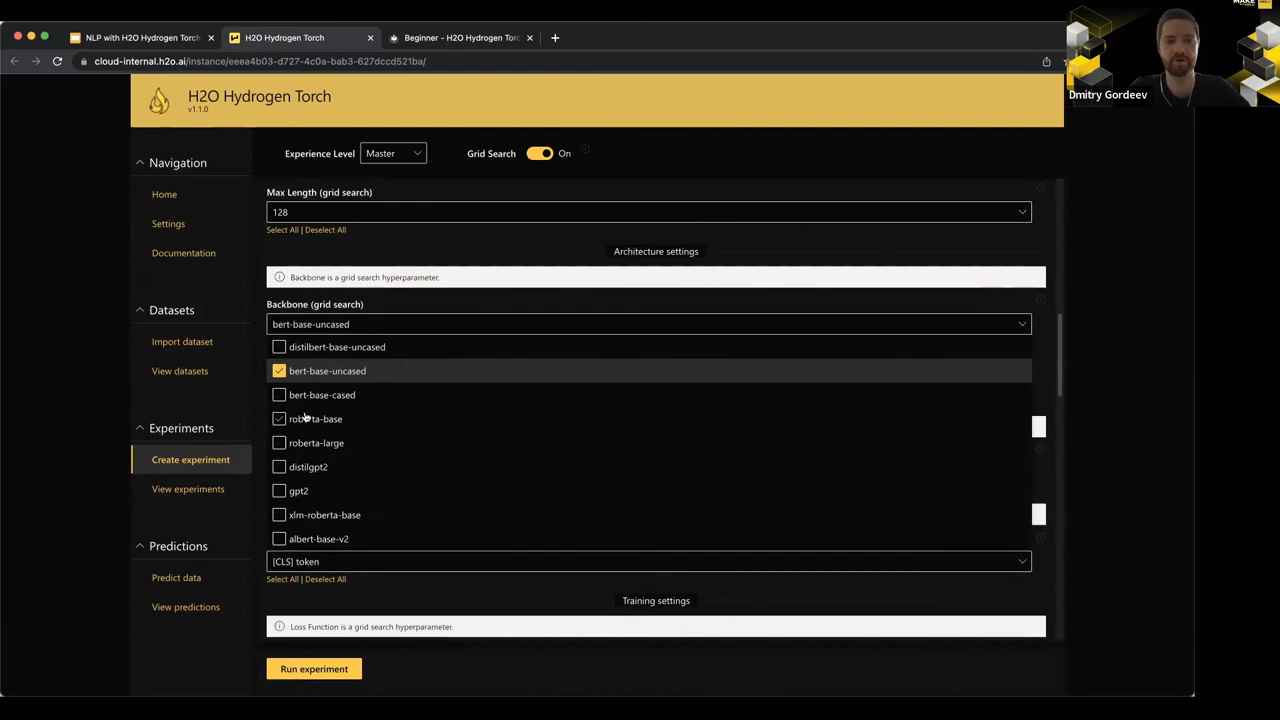 MAKE
NLP with H2O Hydrogen Torch
H2O Hydrogen Torch
Beginner - H2O Hydrogen Torc
cloud-internal.h2o.ai/instance/eeea4b03-d727-4c0a-bab3-627dccd521ba/
Dmitry Gordeev
H2O Hydrogen Torch
v1.1.0
Experience Level
Master
Grid Search
On
Navigation
Home
Settings
Documentation
Datasets
Import dataset
View datasets
Experiments
Create experiment
View experiments
Predictions
Predict data
View predictions
Max Length (grid search)
128
Select All | Deselect All
Architecture settings
Backbone is a grid search hyperparameter.
Backbone (grid search)
bert-base-uncased
distilbert-base-uncased
bert-base-uncased
bert-base-cased
roberta-base
roberta-large
distilgpt2
gpt2
xlm-roberta-base
albert-base-v2
[CLS] token
Select All | Deselect All
Training settings
Loss Function is a grid search hyperparameter.
Run experiment